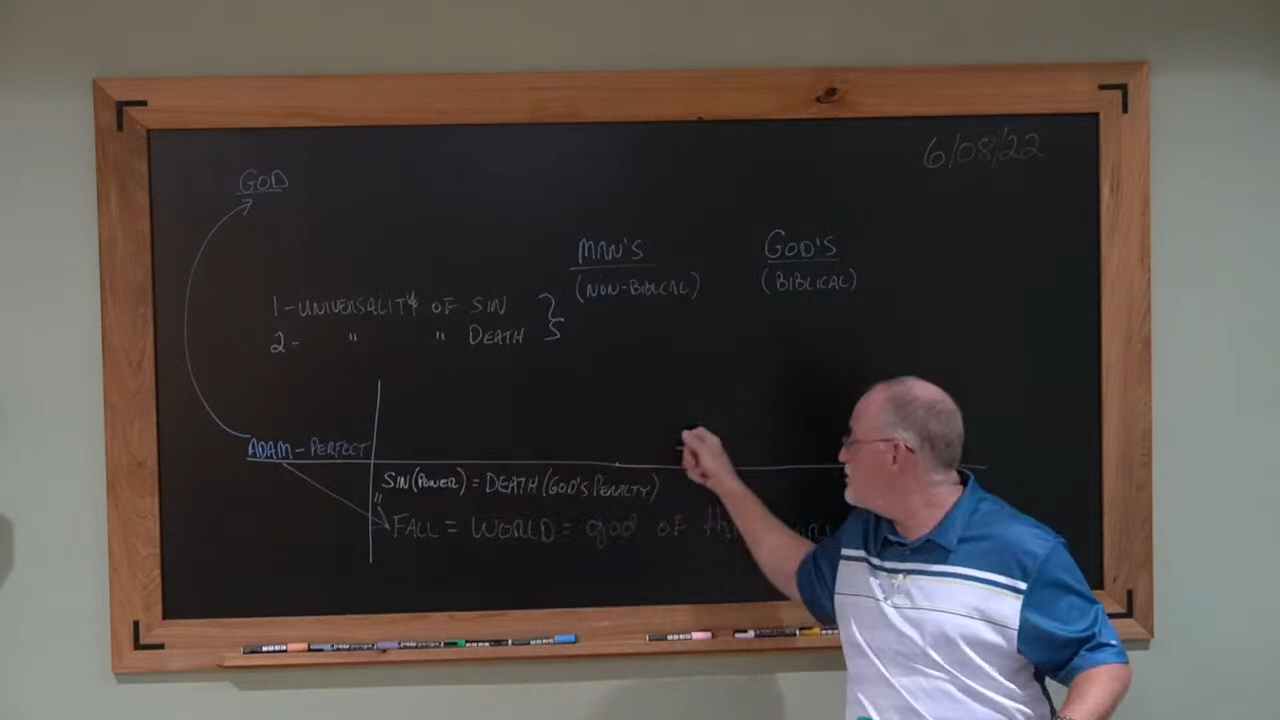 6/08/22
GOD
MAN'S
GOD'S
(NON-BIBLICAL)
(BIBLICAL)
1-UNIVERSALITY OF SIN
2- " " DEATH
ADAM-PERFECT
SIN(POWER) = DEATH(GOD'S PENALTY)
"
FALL = WORLD = god of